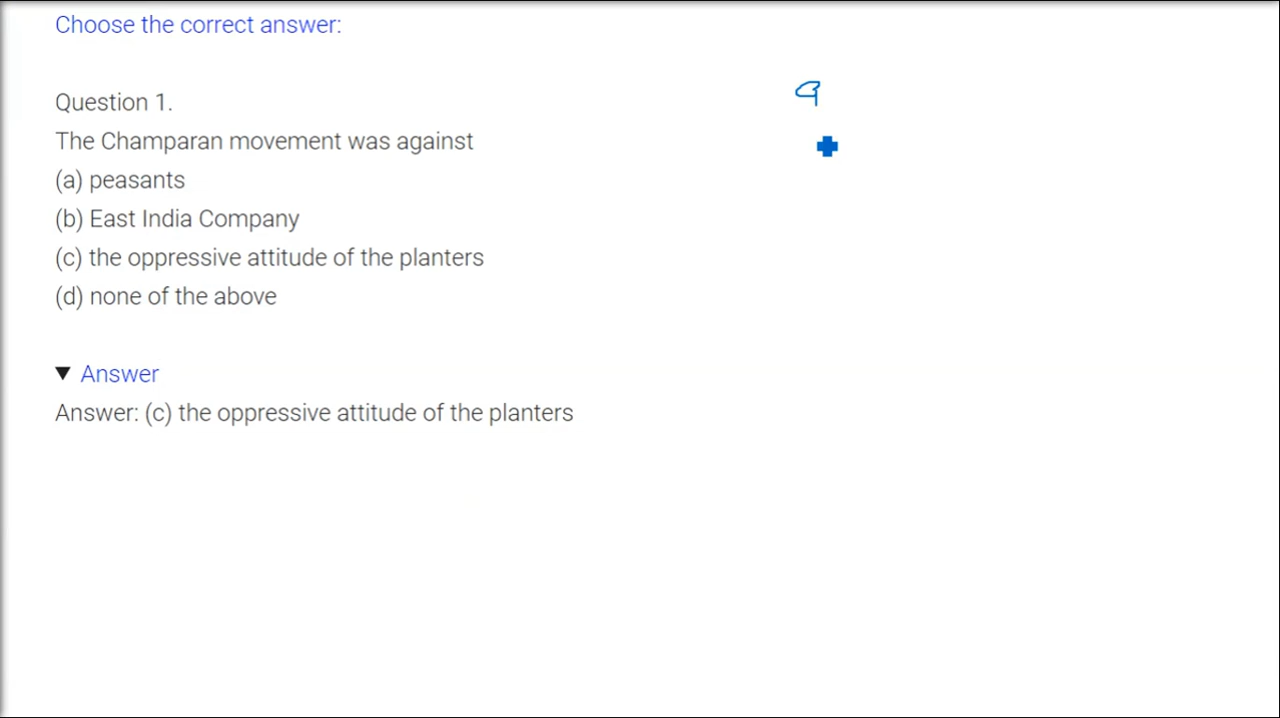 Choose the correct answer:
Question 1.
The Champaran movement was against
(a) peasants
(b) East India Company
(c) the oppressive attitude of the planters
(d) none of the above
▼ Answer
Answer: (c) the oppressive attitude of the planters